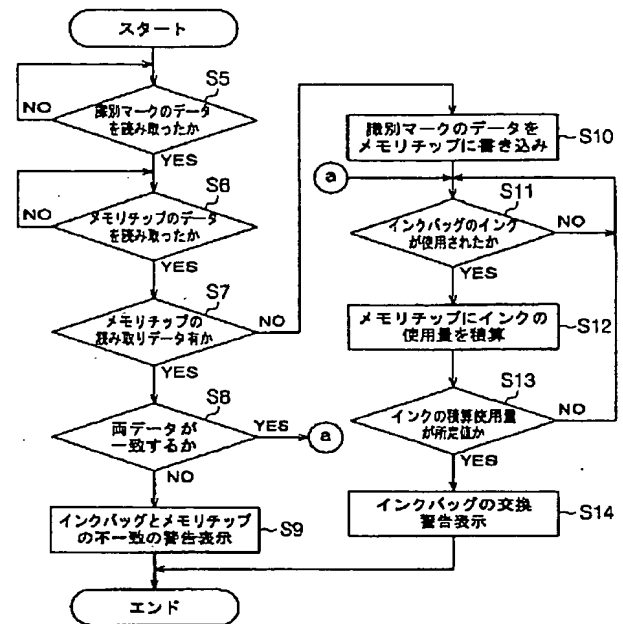 スタート
S5
識別マークのデータ
を読み取ったか
NO
YES
S6
メモリチップのデータ
を読み取ったか
NO
YES
S7
メモリチップの
読み取りデータ有か
NO
YES
S8
両データが
一致するか
YES
a
NO
インクバッグとメモリチップ
の不一致の警告表示
S9
エンド
識別マークのデータを
メモリチップに書き込み
S10
a
S11
インクバッグのインク
が使用されたか
NO
YES
メモリチップにインクの
使用量を積算
S12
S13
インクの積算使用量
が所定値か
NO
YES
インクバッグの交換
警告表示
S14